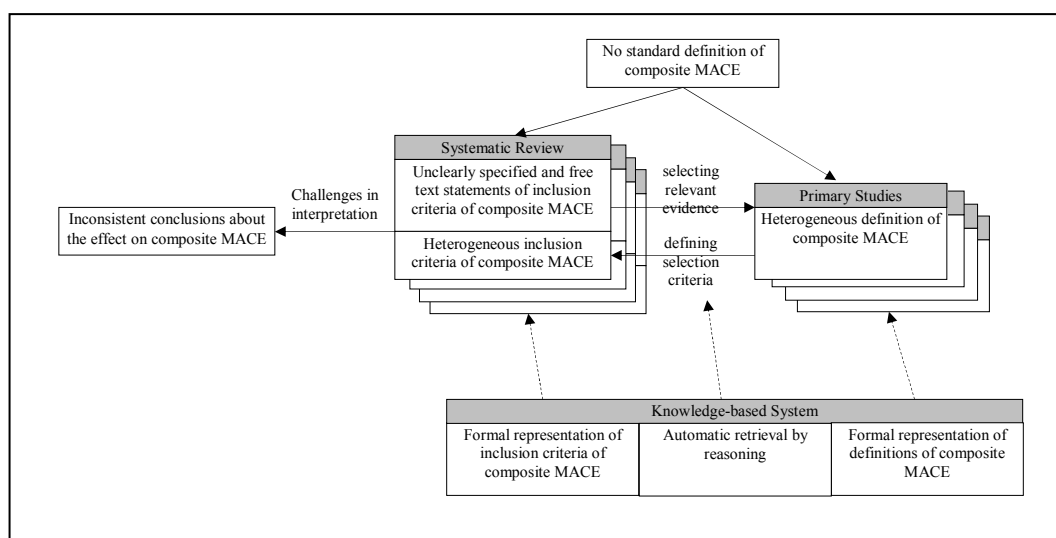 No standard definition of
composite MACE
Systematic Review
Unclearly specified and free
text statements of inclusion
criteria of composite MACE
Heterogeneous inclusion
criteria of composite MACE
Challenges in
interpretation
Inconsistent conclusions about
the effect on composite MACE
selecting
relevant
evidence
defining
selection
criteria
Primary Studies
Heterogeneous definition of
composite MACE
Knowledge-based System
Formal representation of
inclusion criteria of
composite MACE
Automatic retrieval by
reasoning
Formal representation of
definitions of composite
MACE